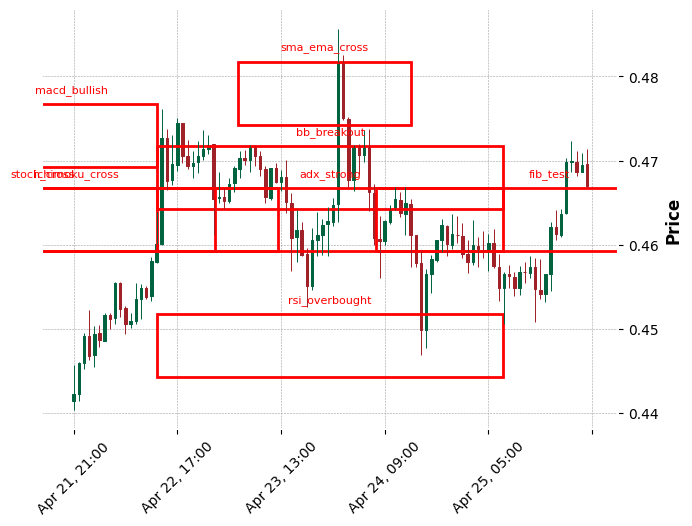 sma_ema_cross
0.48
macd_bullish
bb_breakout
0.47
adx_strong
fib_test
Price
0.46
rsi_overbought
0.45
0.44
Apr 21, 21:00
Apr 22, 17:00
Apr 23, 13:00
Apr 24, 09:00
Apr 25, 05:00